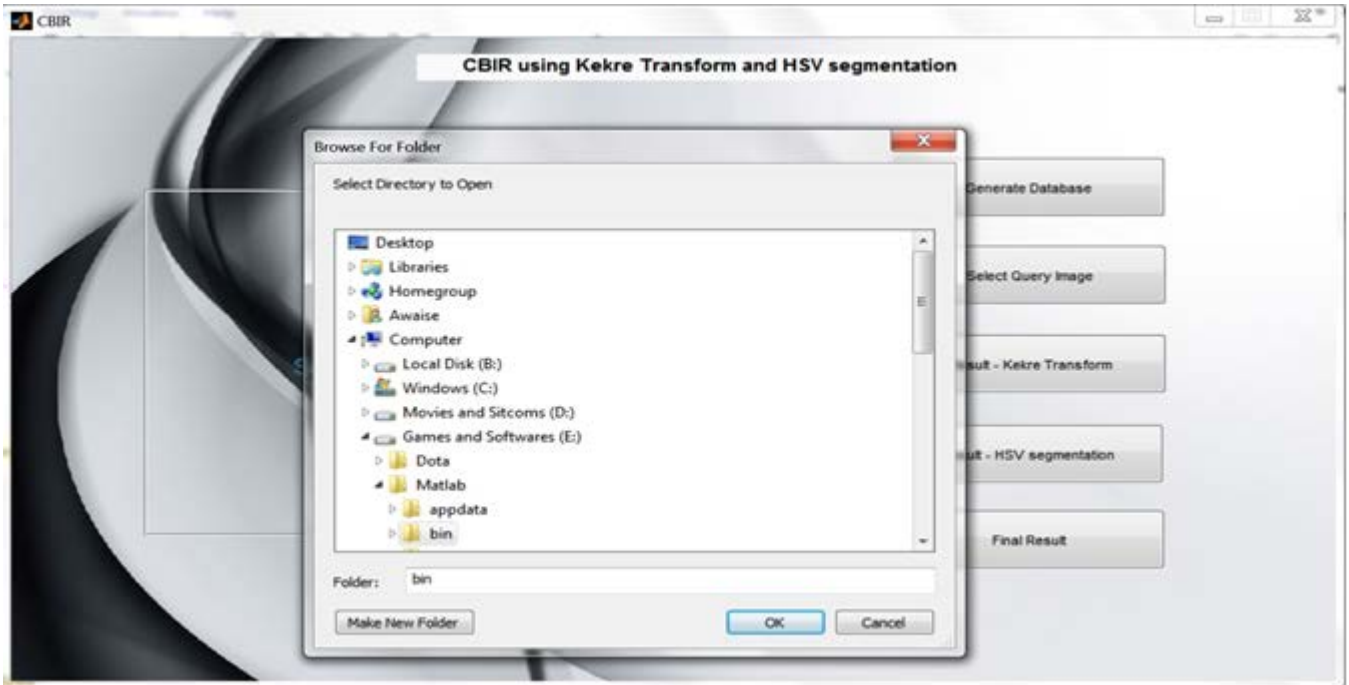 CBIR
CBIR using Kekre Transform and HSV segmentation
Browse For Folder
Select Directory to Open
Desktop
Libraries
Homegroup
Awaise
Computer
Local Disk (B:)
Windows (C:)
Movies and Sitcoms (D:)
Games and Softwares (E:)
Dota
Matlab
appdata
bin
Folder: bin
Make New Folder
OK
Cancel
Generate Database
Select Query Image
sult - Kekre Transform
ult - HSV segmentation
Final Result